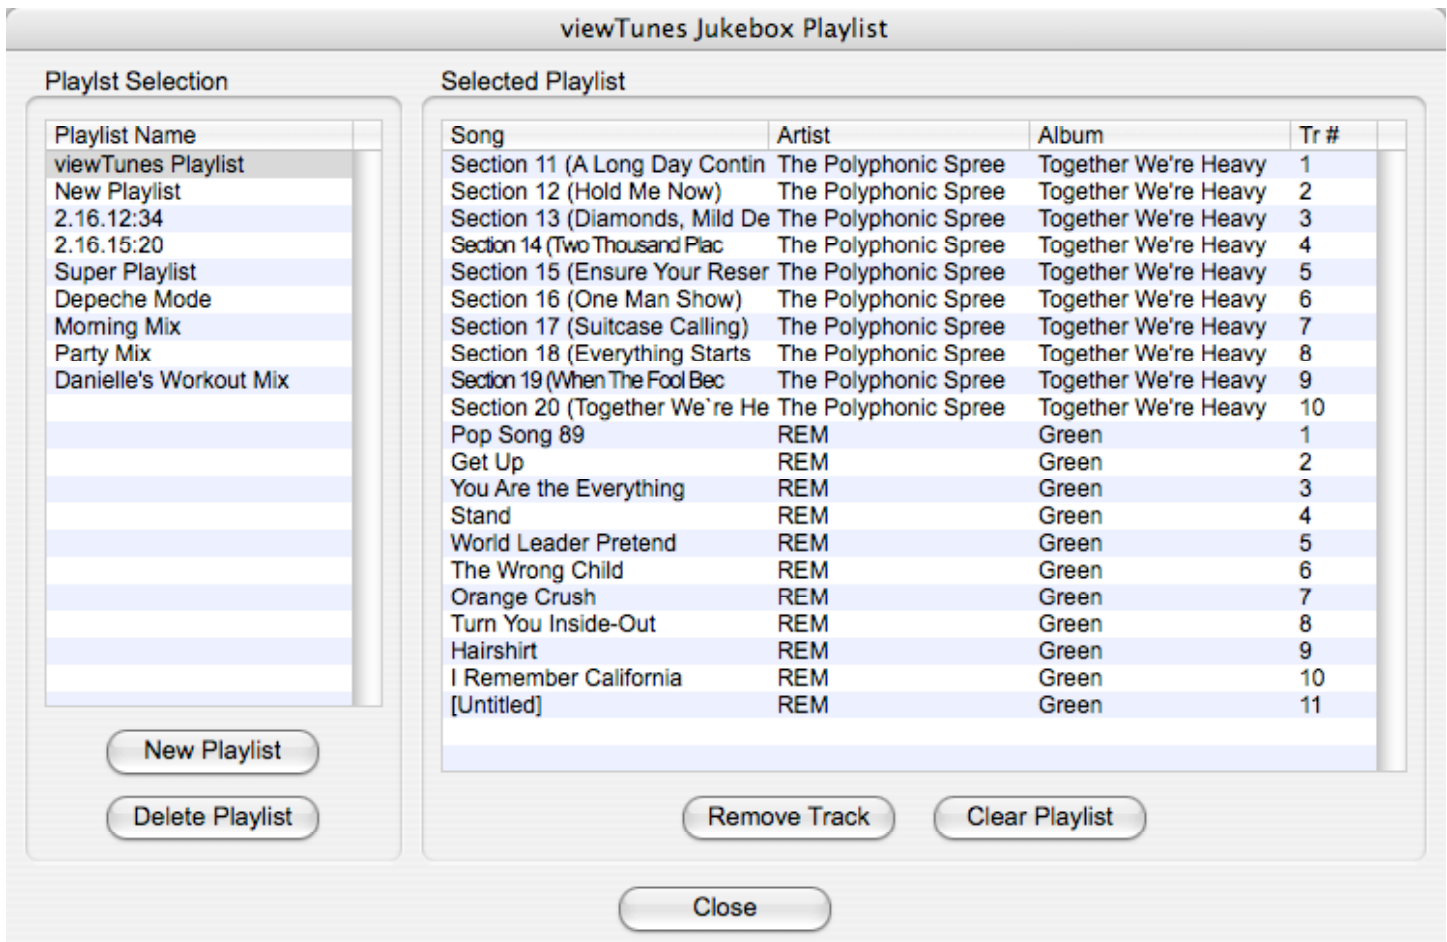 viewTunes Jukebox Playlist
Playlst Selection
Playlist Name
viewTunes Playlist
New Playlist
2.16.12:34
2.16.15:20
Super Playlist
Depeche Mode
Morning Mix
Party Mix
Danielle's Workout Mix
New Playlist
Delete Playlist
Selected Playlist
Song Artist Album Tr #
Section 11 (A Long Day Contin The Polyphonic Spree Together We're Heavy 1
Section 12 (Hold Me Now) The Polyphonic Spree Together We're Heavy 2
Section 13 (Diamonds, Mild De The Polyphonic Spree Together We're Heavy 3
Section 14 (Two Thousand Plac The Polyphonic Spree Together We're Heavy 4
Section 15 (Ensure Your Reser The Polyphonic Spree Together We're Heavy 5
Section 16 (One Man Show) The Polyphonic Spree Together We're Heavy 6
Section 17 (Suitcase Calling) The Polyphonic Spree Together We're Heavy 7
Section 18 (Everything Starts The Polyphonic Spree Together We're Heavy 8
Section 19 (When The Fool Bec The Polyphonic Spree Together We're Heavy 9
Section 20 (Together We`re He The Polyphonic Spree Together We're Heavy 10
Pop Song 89 REM Green 1
Get Up REM Green 2
You Are the Everything REM Green 3
Stand REM Green 4
World Leader Pretend REM Green 5
The Wrong Child REM Green 6
Orange Crush REM Green 7
Turn You Inside-Out REM Green 8
Hairshirt REM Green 9
I Remember California REM Green 10
[Untitled] REM Green 11
Remove Track Clear Playlist
Close